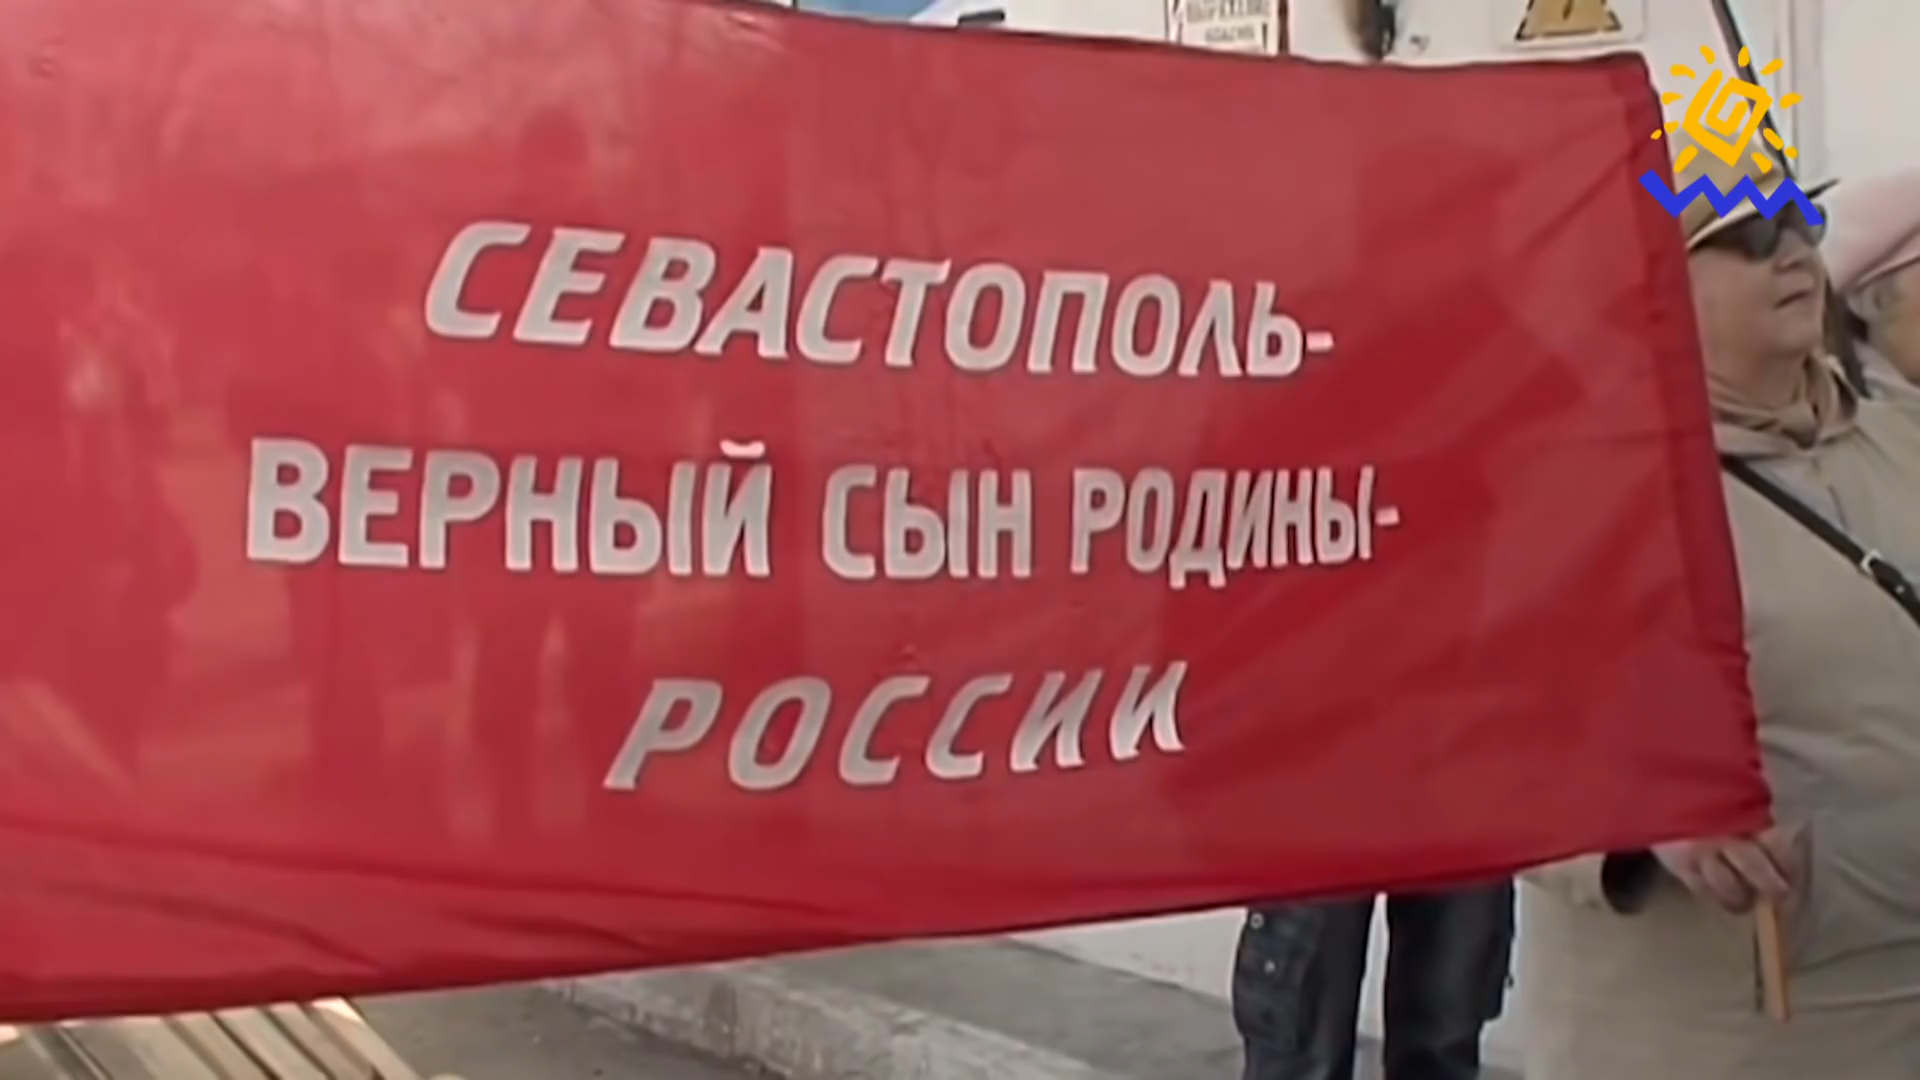 СЕВАСТОПОЛЬ-
ВЕРНЫЙ СЫН РОДИНЫ-
РОССИИ